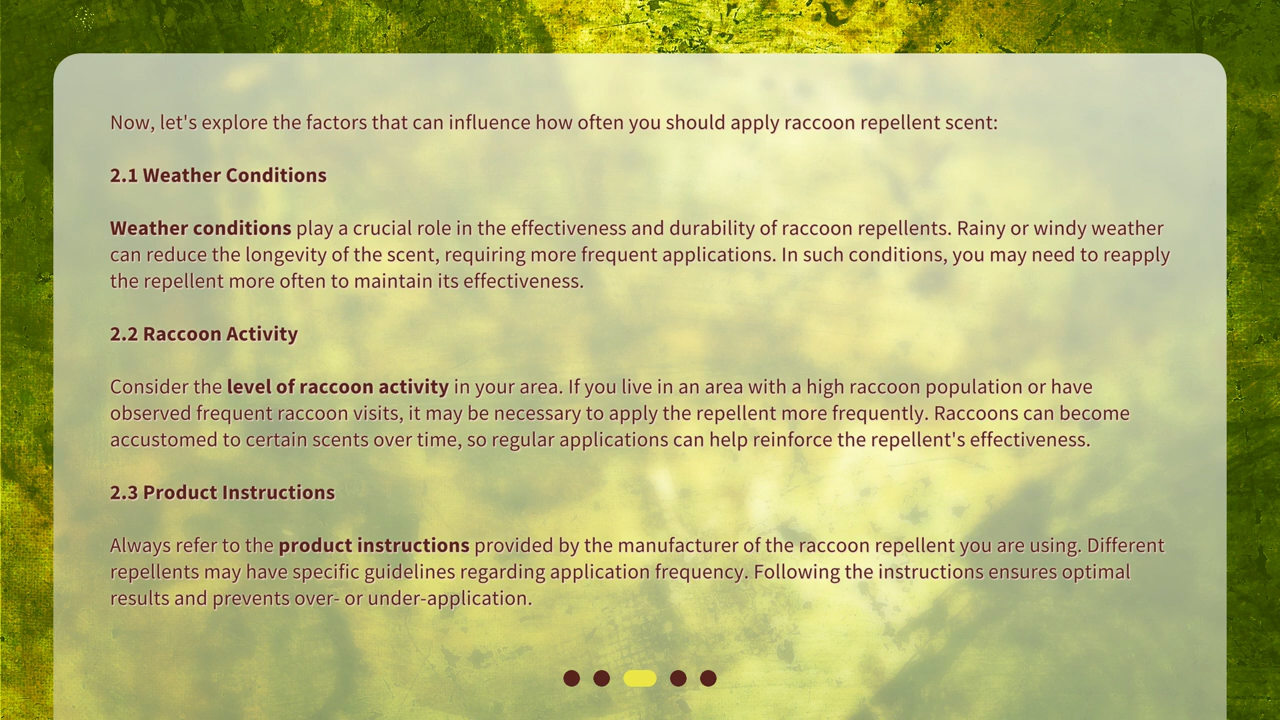 Now, let's explore the factors that can influence how often you should apply raccoon repellent scent:
2.1 Weather Conditions
Weather conditions play a crucial role in the effectiveness and durability of raccoon repellents. Rainy or windy weather
can reduce the longevity of the scent, requiring more frequent applications. In such conditions, you may need to reapply
the repellent more often to maintain its effectiveness.
2.2 Raccoon Activity
Consider the level of raccoon activity in your area. If you live in an area with a high raccoon population or have
observed frequent raccoon visits, it may be necessary to apply the repellent more frequently. Raccoons can become
accustomed to certain scents over time, so regular applications can help reinforce the repellent's effectiveness.
2.3 Product Instructions
Always refer to the product instructions provided by the manufacturer of the raccoon repellent you are using. Different
repellents may have specific guidelines regarding application frequency. Following the instructions ensures optimal
results and prevents over- or under-application.